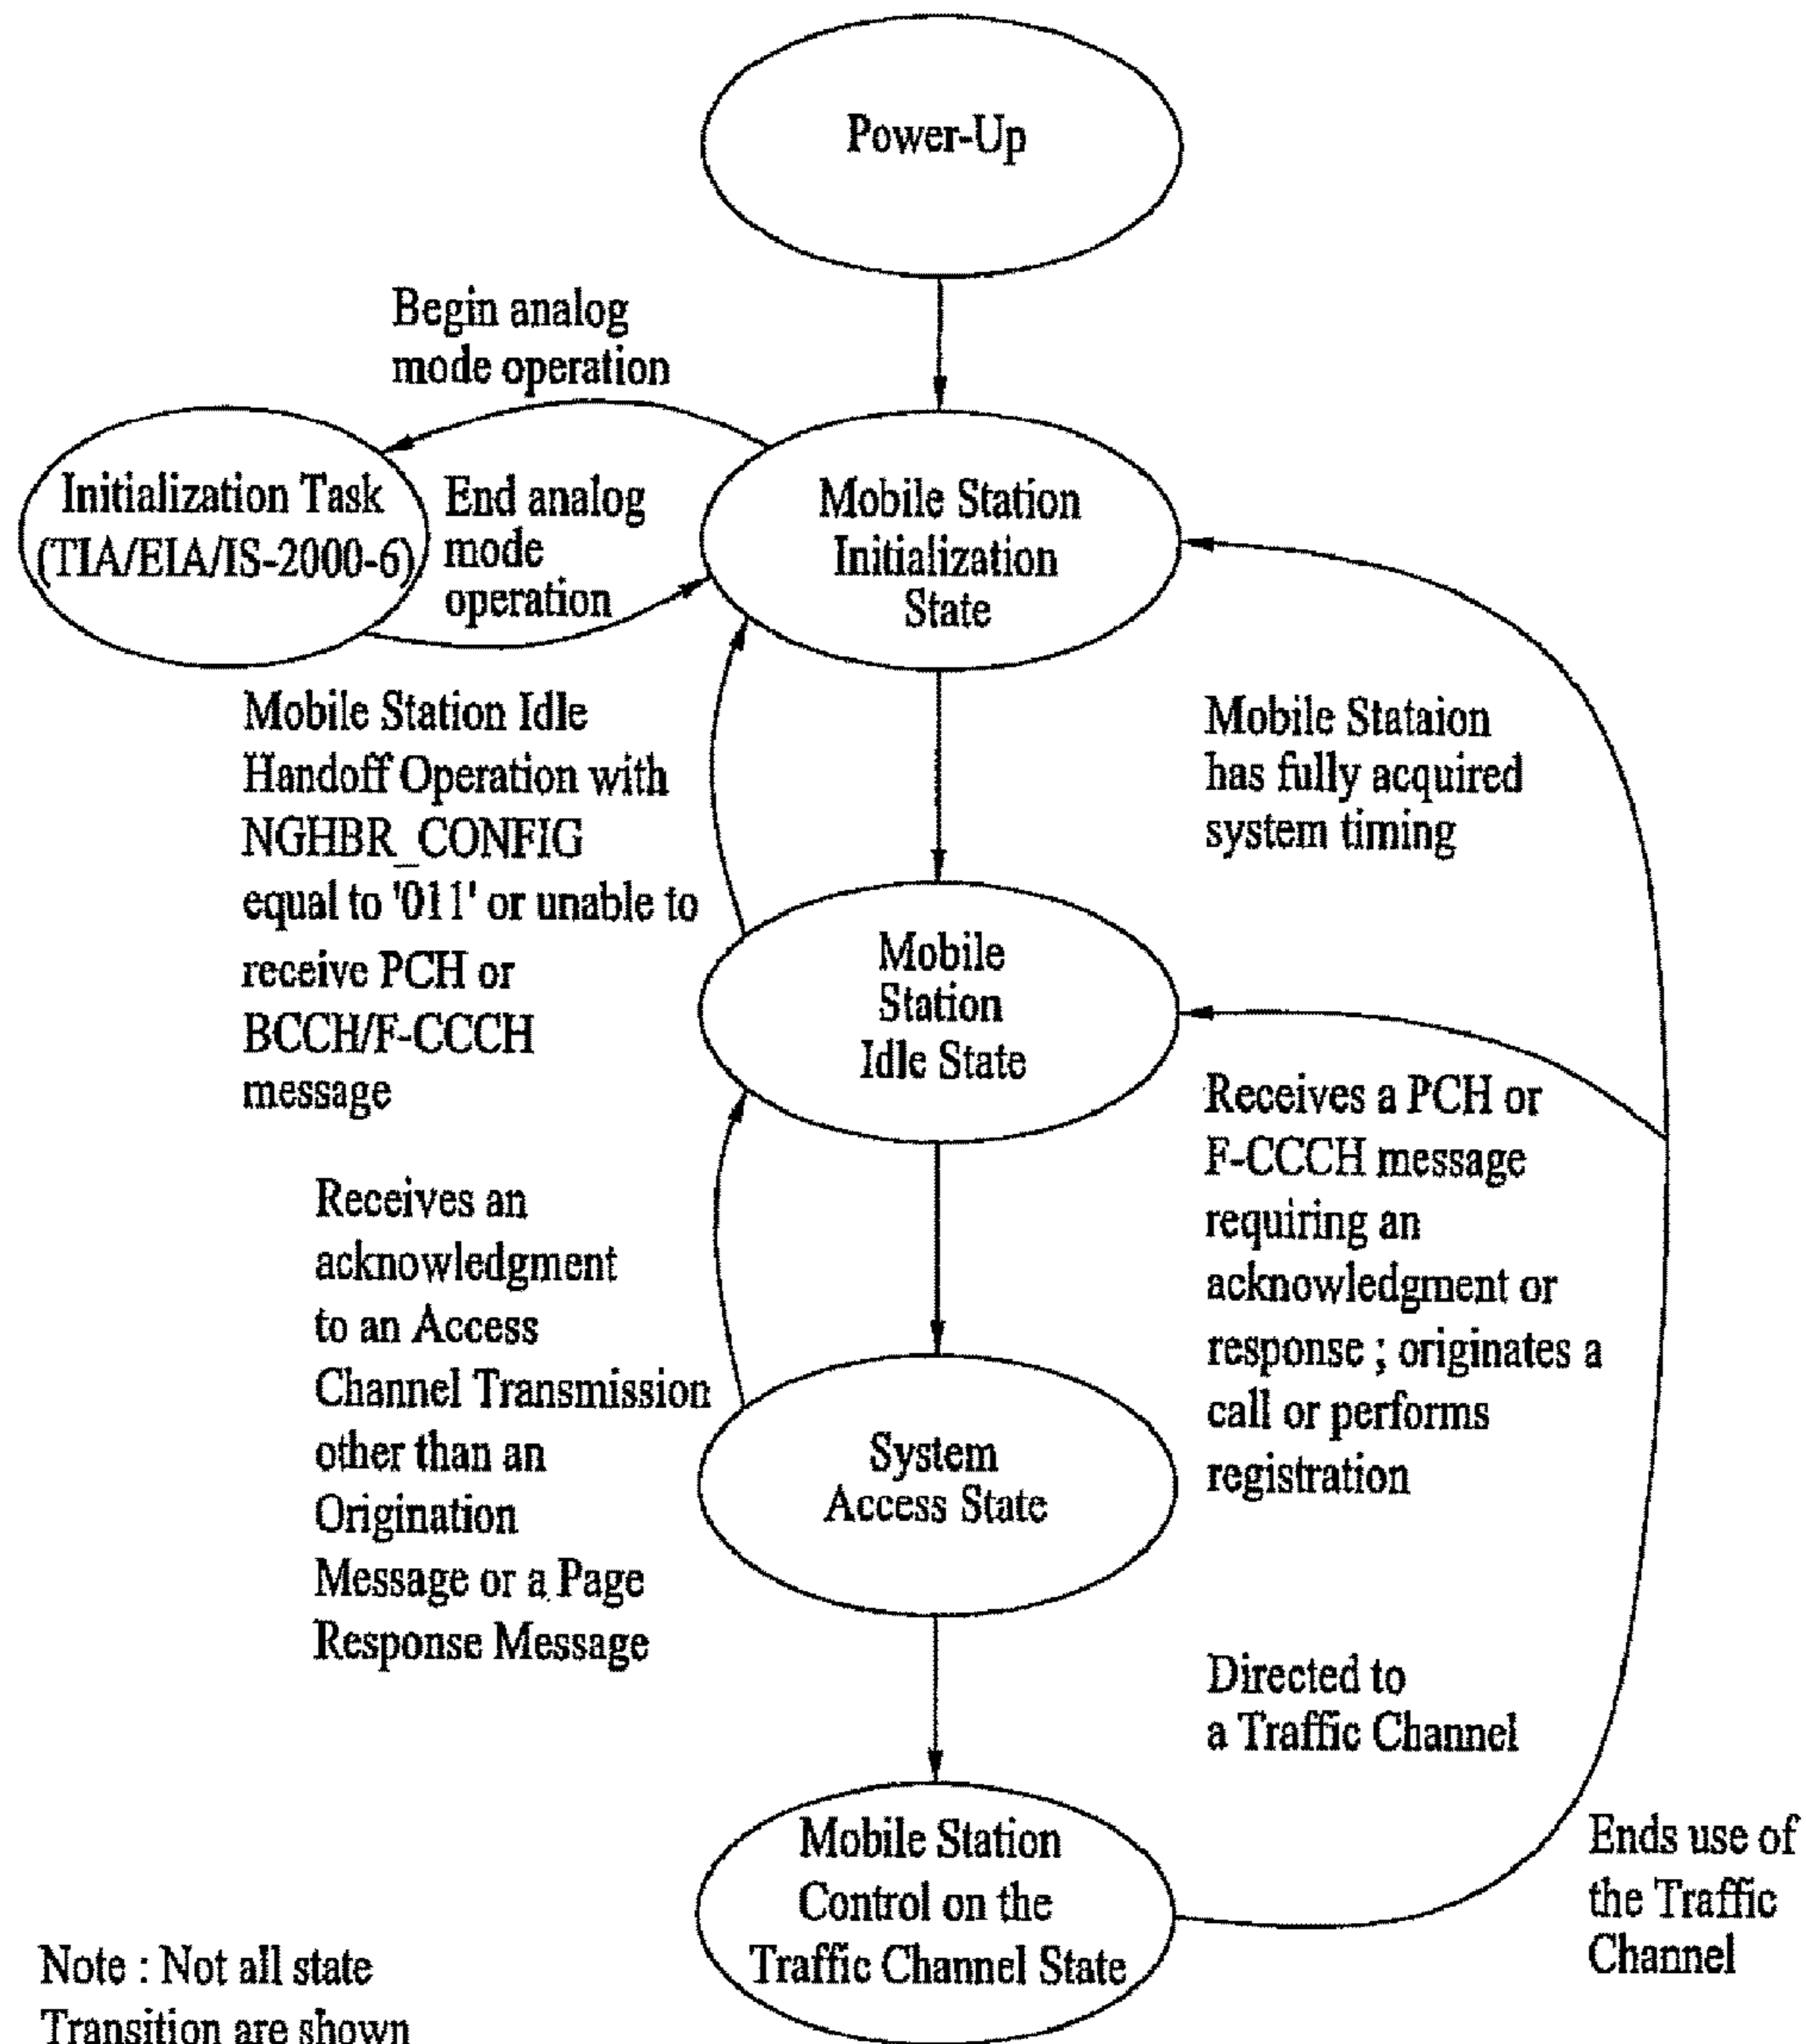 Power-Up
Begin analog
mode operation
Initialization Task
(TIA/EIA/IS-2000-6)
End analog
mode
operation
Mobile Station
Initialization
State
Mobile Station Idle
Handoff Operation with
NGHBR_CONFIG
equal to '011' or unable to
receive PCH or
BCCH/F-CCCH
message
Mobile Stataion
has fully acquired
system timing
Mobile
Station
Idle State
Receives an
acknowledgment
to an Access
Channel Transmission
other than an
Origination
Message or a Page
Response Message
Receives a PCH or
F-CCCH message
requiring an
acknowledgment or
response ; originates a
call or performs
registration
System
Access State
Directed to
a Traffic Channel
Mobile Station
Control on the
Traffic Channel State
Ends use of
the Traffic
Channel
Note : Not all state
Transition are shown